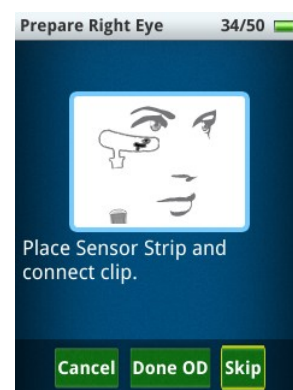 Prepare Right Eye 34/50
Place Sensor Strip and
connect clip.
Cancel Done OD Skip